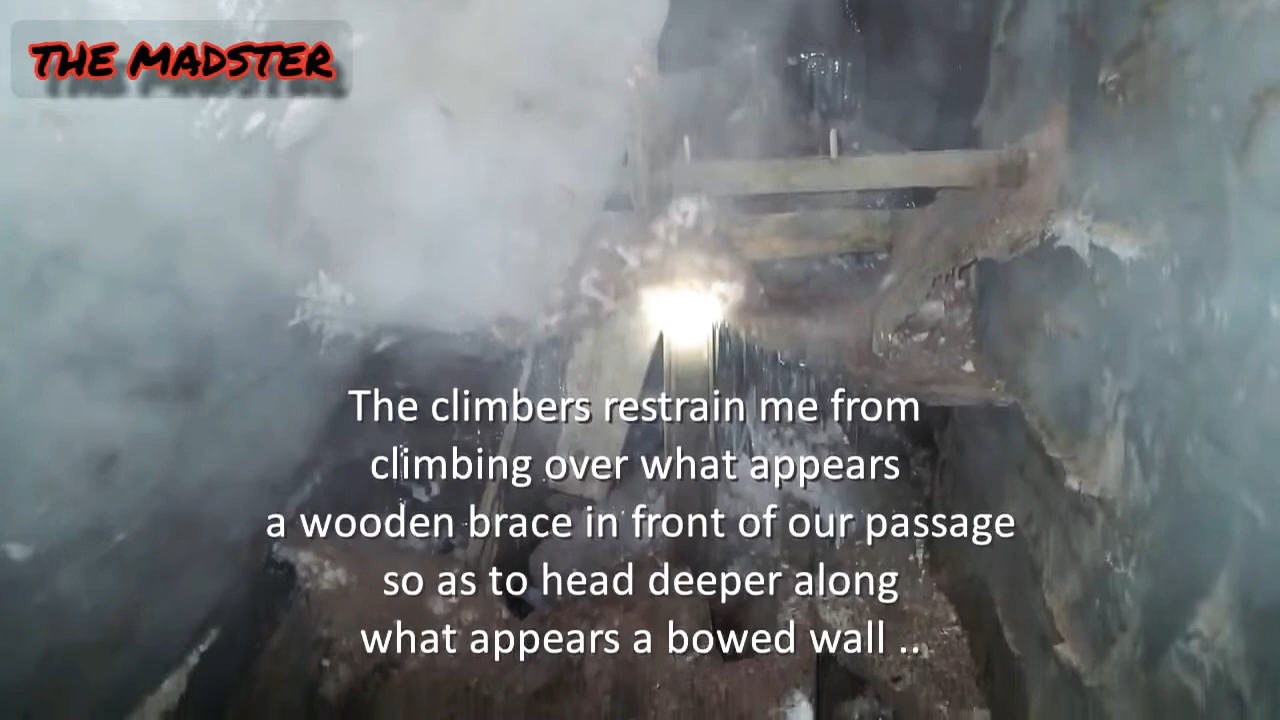 THE MADSTER
The climbers restrain me from
climbing over what appears
a wooden brace in front of our passage
so as to head deeper along
what appears a bowed wall ..